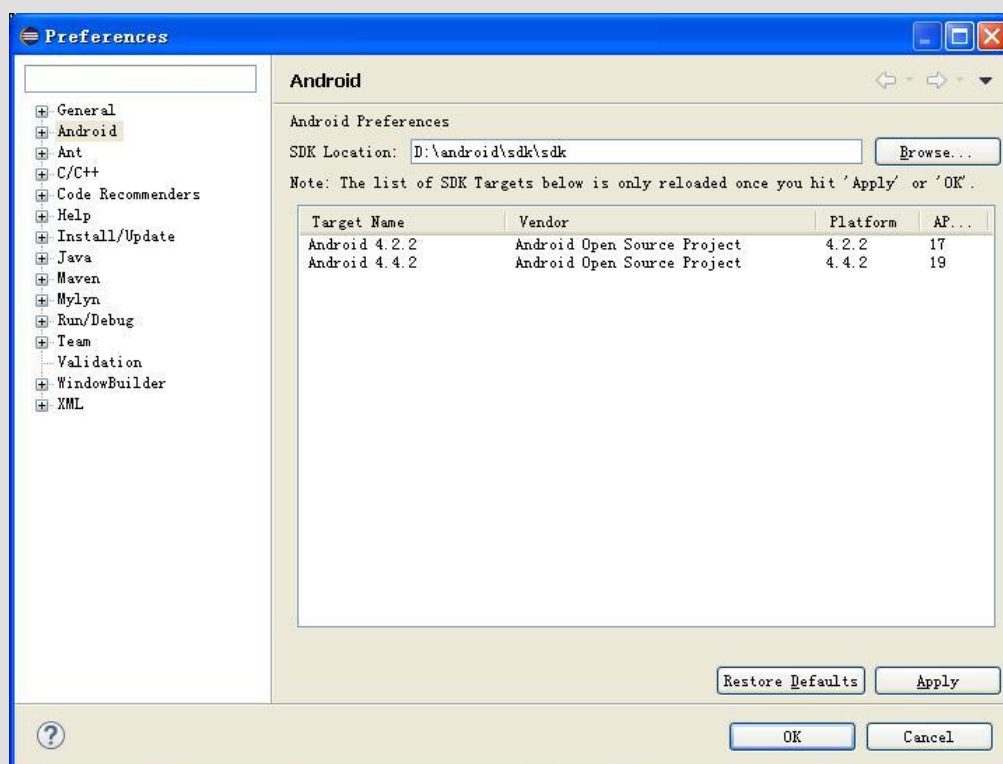 Preferences
Android
General
Android
Ant
C/C++
Code Recommenders
Help
Install/Update
Java
Maven
Mylyn
Run/Debug
Team
Validation
WindowBuilder
XML
Android Preferences
SDK Location: D:\android\sdk\sdk Browse...
Note: The list of SDK Targets below is only reloaded once you hit 'Apply' or 'OK'.
Target Name Vendor Platform AP...
Android 4.2.2 Android Open Source Project 4.2.2 17
Android 4.4.2 Android Open Source Project 4.4.2 19
Restore Defaults Apply
? OK Cancel